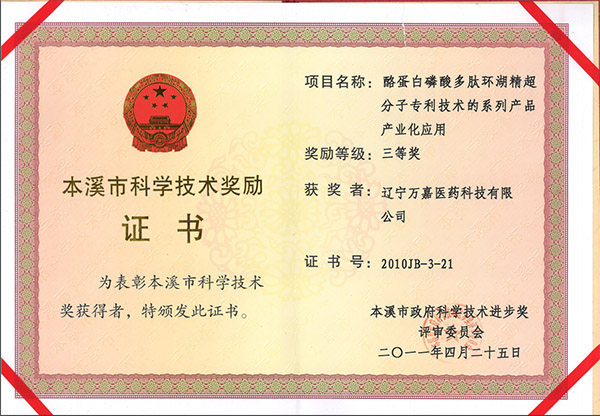 本溪市科学技术奖励
证书
为表彰本溪市科学技术
奖获得者，特颁发此证书。
项目名称：酪蛋白磷酸多肽环湖精超
分子专利技术的系列产品
产业化应用
奖励等级：三等奖
获奖者：辽宁万嘉医药科技有限
公司
证书号：2010JB-3-21
本溪市政府科学技术进步奖
评审委员会
二〇一一年四月二十五日